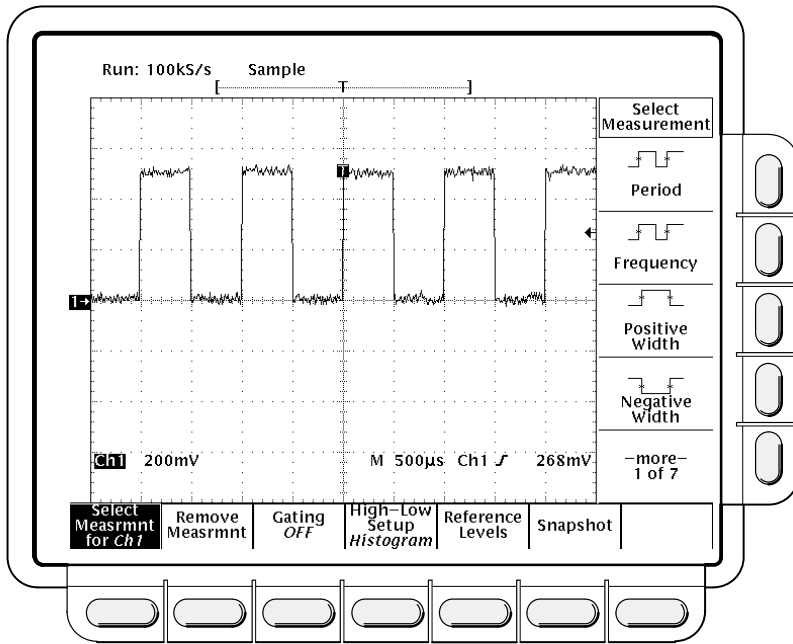 Run: 100kS/s Sample
[ T ]
Select
Measurement
Period
Frequency
Positive
Width
Negative
Width
–more–
1 of 7
T
1→
Ch1 200mV M 500µs Ch1 268mV
Select
Measrmnt
for Ch1
Remove
Measrmnt
Gating
OFF
High–Low
Setup
Histogram
Reference
Levels
Snapshot